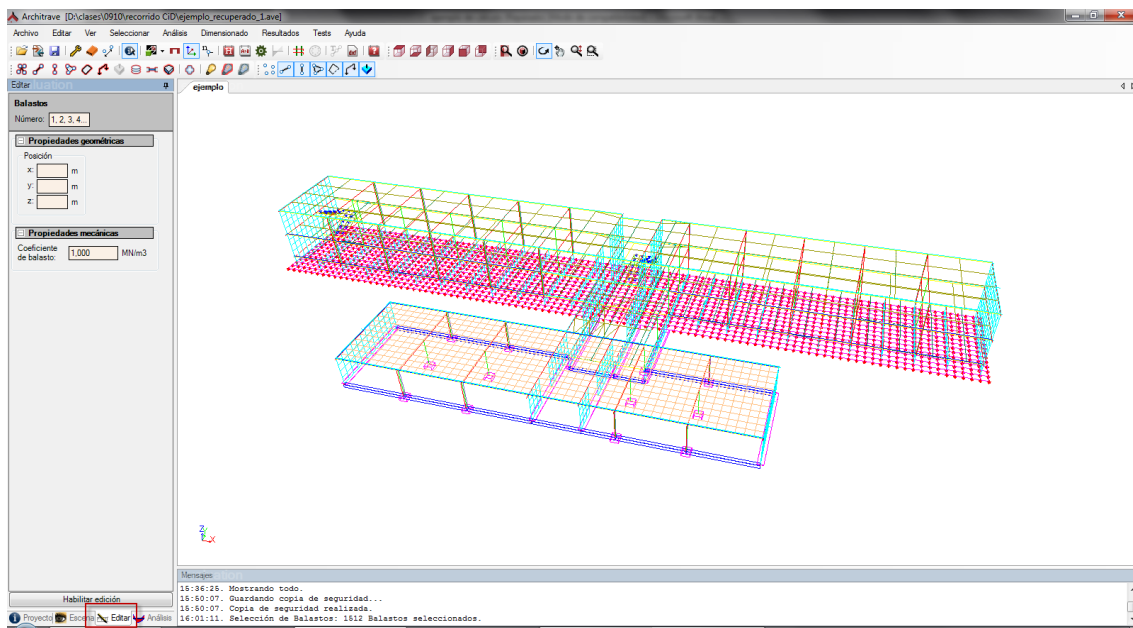 Architrave [D:\clases\0910\recorrido CiD\ejemplo_recuperado_1.ave]
Archivo Editar Ver Seleccionar Análisis Dimensionado Resultados Tests Ayuda
Editar
ejemplo
Balastos
Número: 1, 2, 3, 4...
Propiedades geométricas
Posición
x: m
y: m
z: m
Propiedades mecánicas
Coeficiente
de balasto: 1,000 MN/m3
Z
X
Mensajes
15:36:25. Mostrando todo.
15:50:07. Guardando copia de seguridad...
15:50:07. Copia de seguridad realizada.
16:01:11. Selección de Balastos: 1512 Balastos seleccionados.
Habilitar edición
Proyecto Escena Editar Análisis